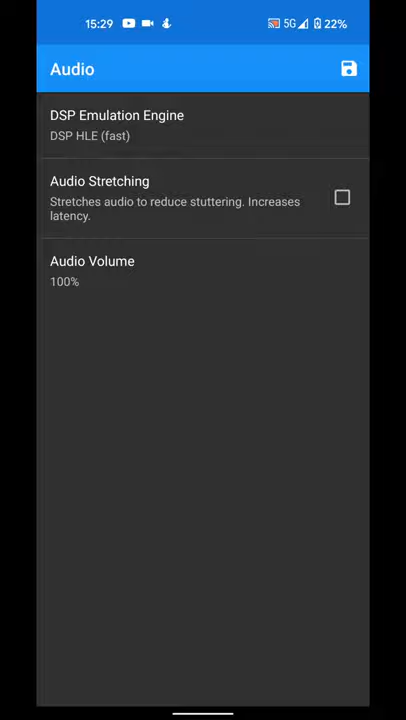 15:29 5G 22%
Audio
DSP Emulation Engine
DSP HLE (fast)
Audio Stretching
Stretches audio to reduce stuttering. Increases
latency.
Audio Volume
100%